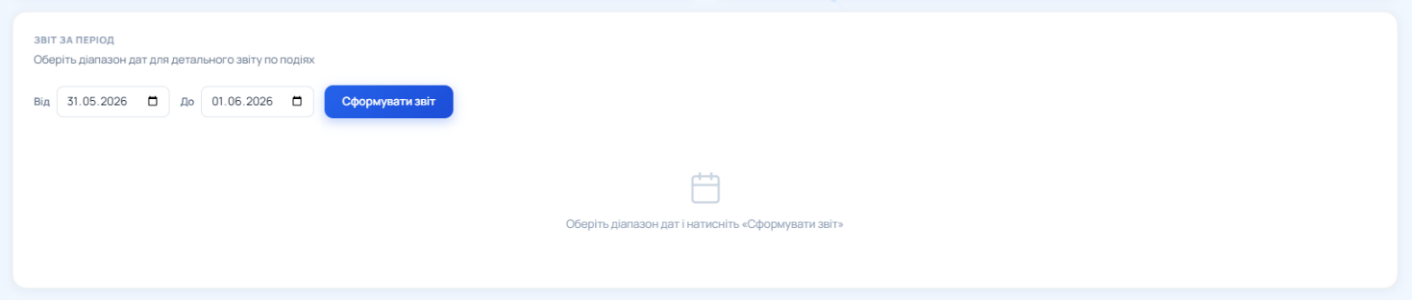 ЗВІТ ЗА ПЕРІОД
Оберіть діапазон дат для детального звіту по подіях
Від 31.05.2026 До 01.06.2026 Сформувати звіт
Оберіть діапазон дат і натисніть «Сформувати звіт»